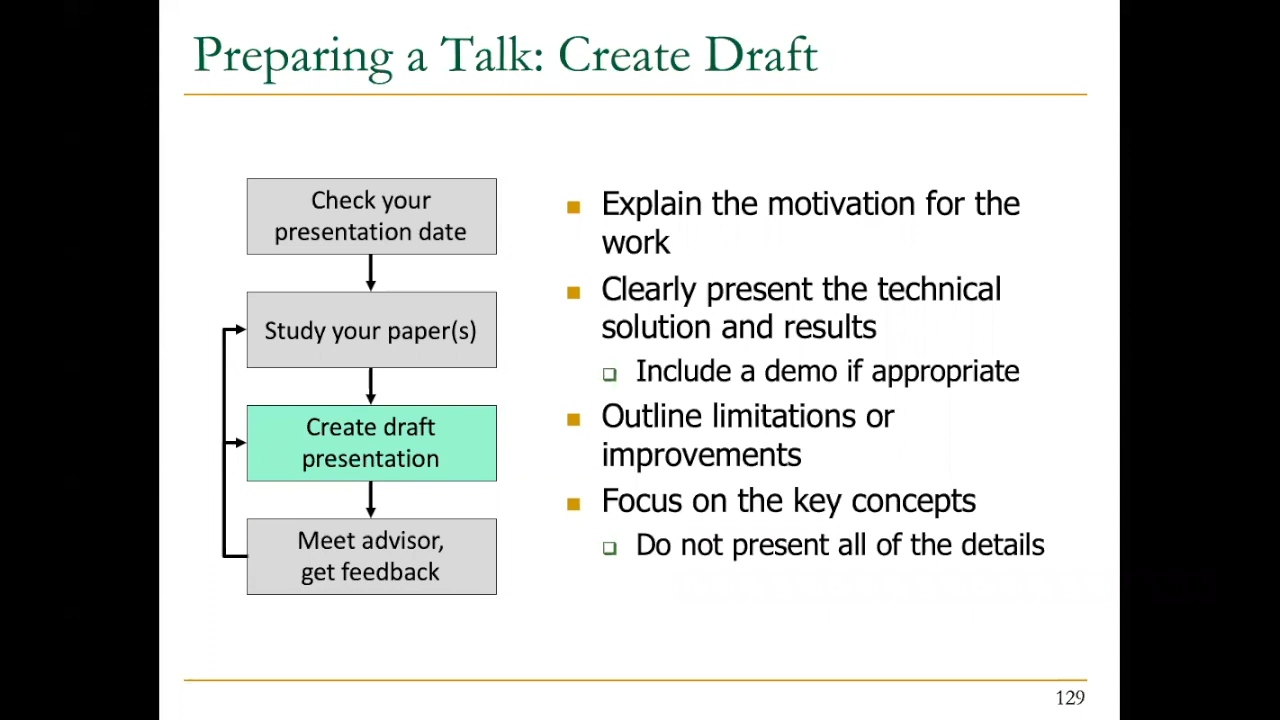 Preparing a Talk: Create Draft
Check your
presentation date
Study your paper(s)
Create draft
presentation
Meet advisor,
get feedback
Explain the motivation for the
work
Clearly present the technical
solution and results
Include a demo if appropriate
Outline limitations or
improvements
Focus on the key concepts
Do not present all of the details
129